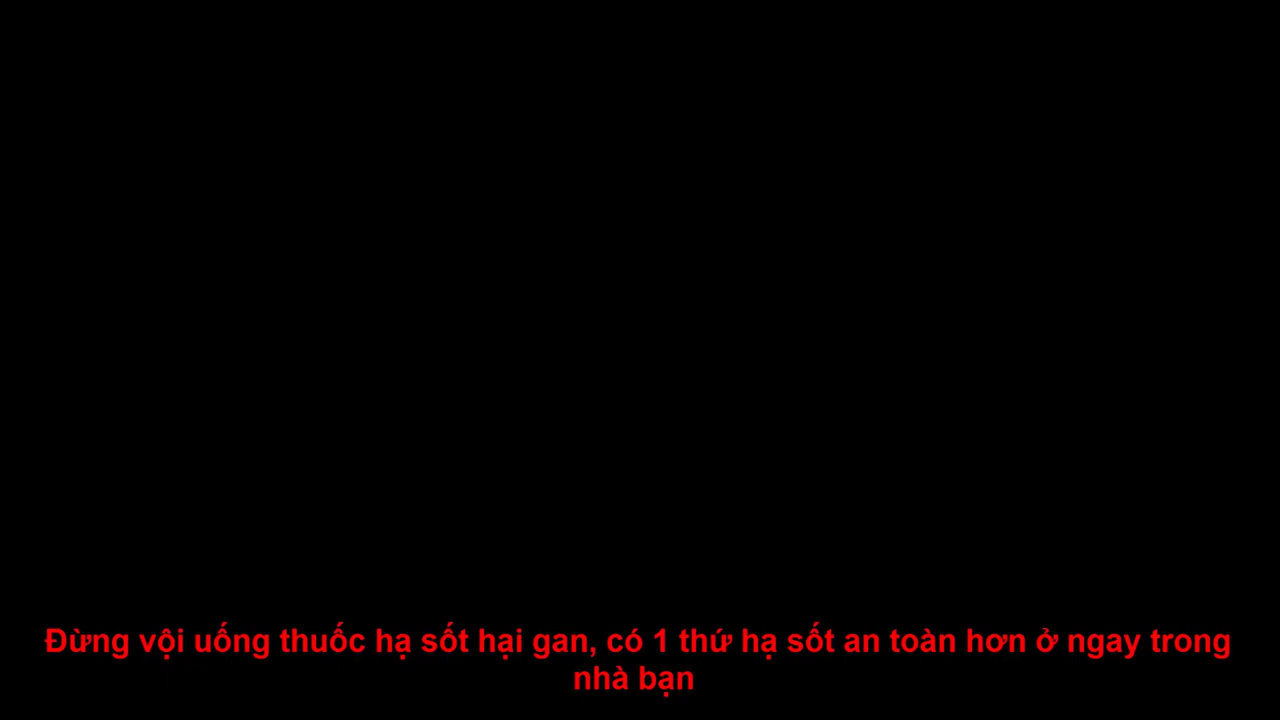 Đừng vội uống thuốc hạ sốt hại gan, có 1 thứ hạ sốt an toàn hơn ở ngay trong
nhà bạn